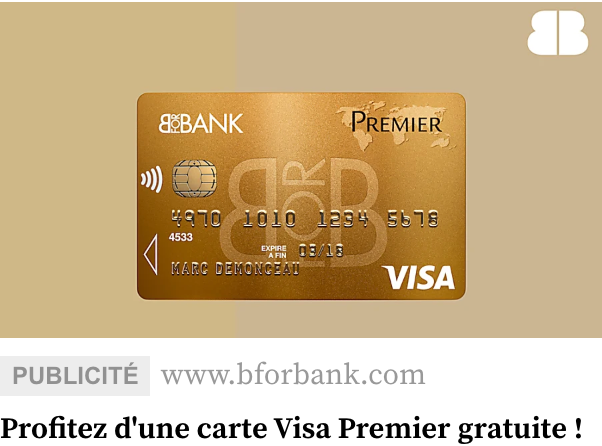 BFORBANK
PREMIER
BFORB
4970 1010 1234 5678
4533
EXPIRE
A FIN 03/18
MARC DEMONCEAU
VISA
PUBLICITÉ www.bforbank.com
Profitez d'une carte Visa Premier gratuite !